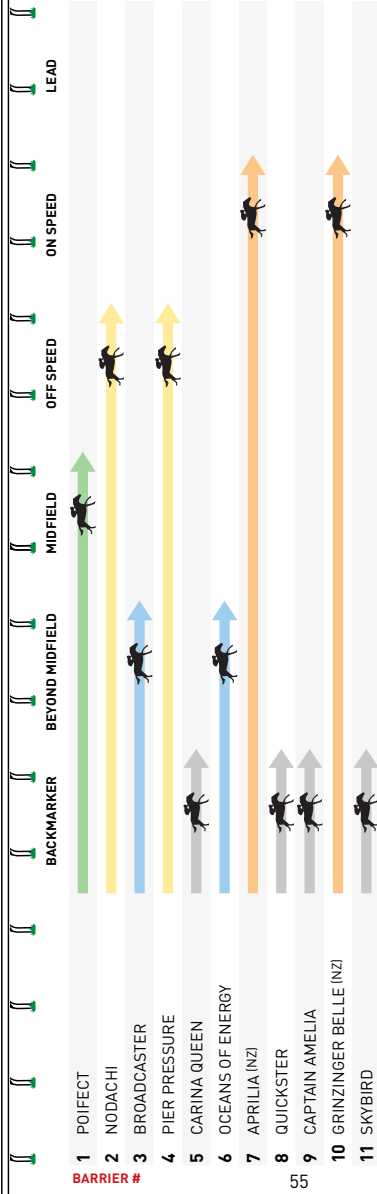 BACKMARKER BEYOND MIDFIELD MIDFIELD OFF SPEED ON SPEED LEAD
1 POIFECT
2 NODACHI
3 BROADCASTER
4 PIER PRESSURE
5 CARINA QUEEN
6 OCEANS OF ENERGY
7 APRILIA (NZ)
8 QUICKSTER
9 CAPTAIN AMELIA
10 GRINZINGER BELLE (NZ)
11 SKYBIRD
BARRIER #
55